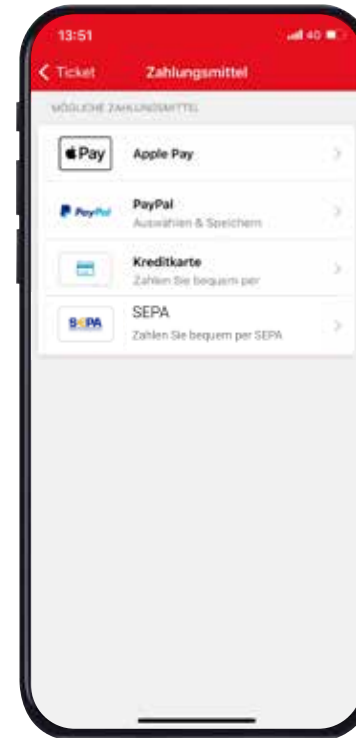 13:51 4G
Ticket Zahlungsmittel
MÖGLICHE ZAHLUNGSMITTEL
Pay Apple Pay
PayPal PayPal
Auswählen & Speichern
Kreditkarte
Zahlen Sie bequem per
SEPA SEPA
Zahlen Sie bequem per SEPA